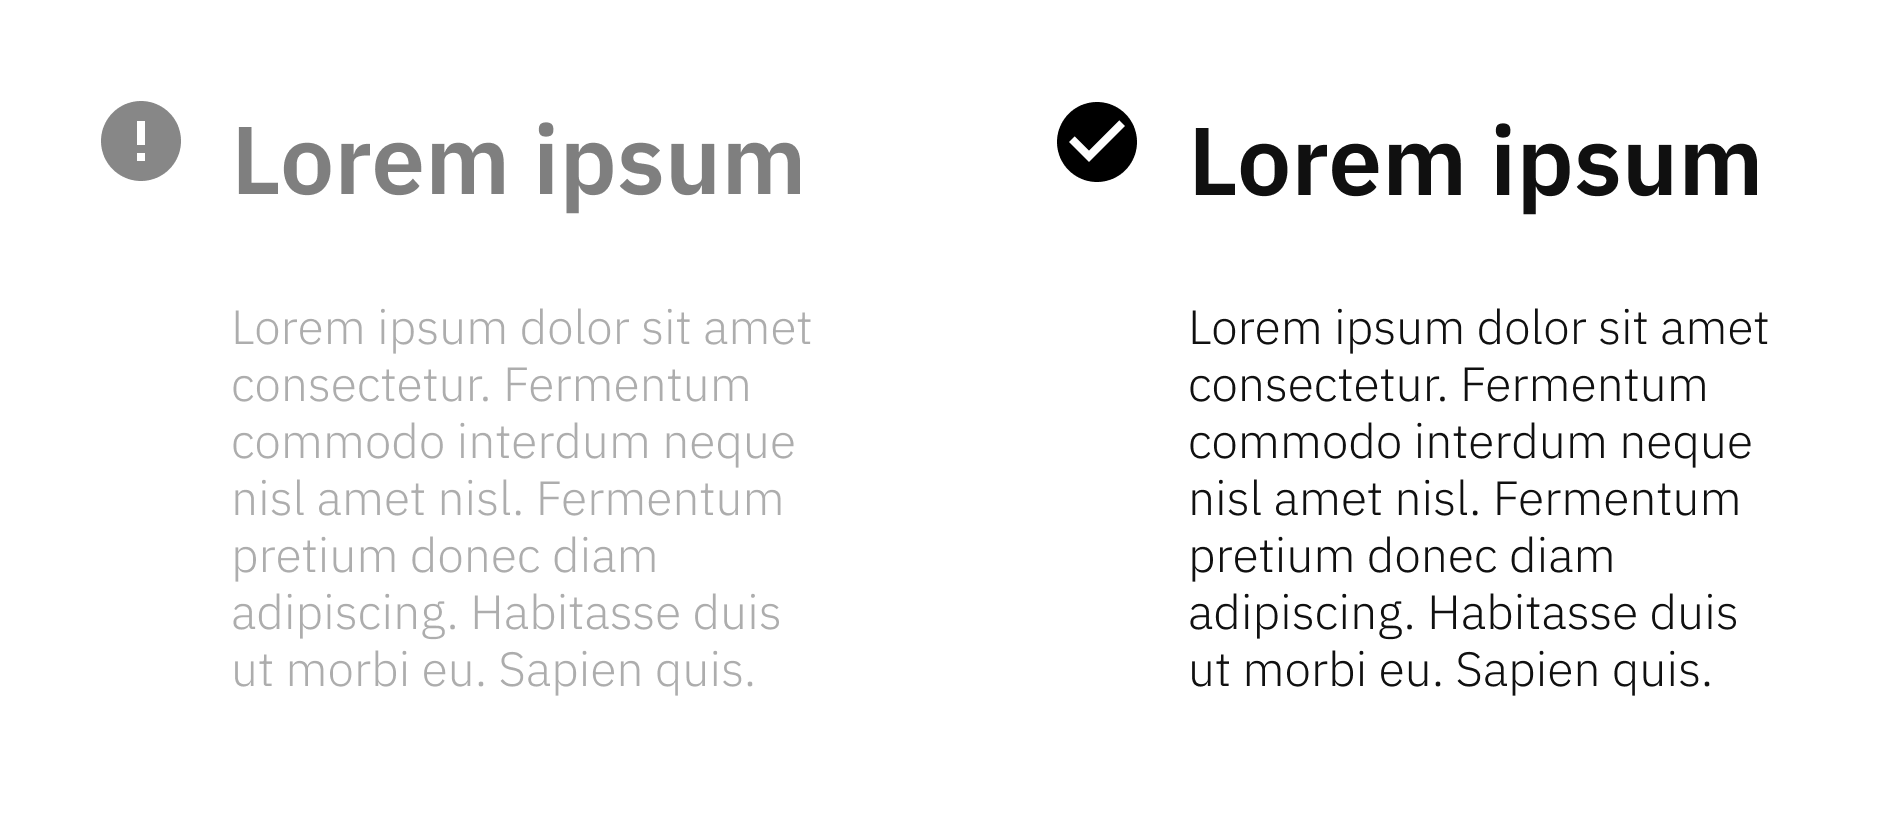 Lorem ipsum
Lorem ipsum dolor sit amet
consectetur. Fermentum
commodo interdum neque
nisl amet nisl. Fermentum
pretium donec diam
adipiscing. Habitasse duis
ut morbi eu. Sapien quis.
Lorem ipsum
Lorem ipsum dolor sit amet
consectetur. Fermentum
commodo interdum neque
nisl amet nisl. Fermentum
pretium donec diam
adipiscing. Habitasse duis
ut morbi eu. Sapien quis.